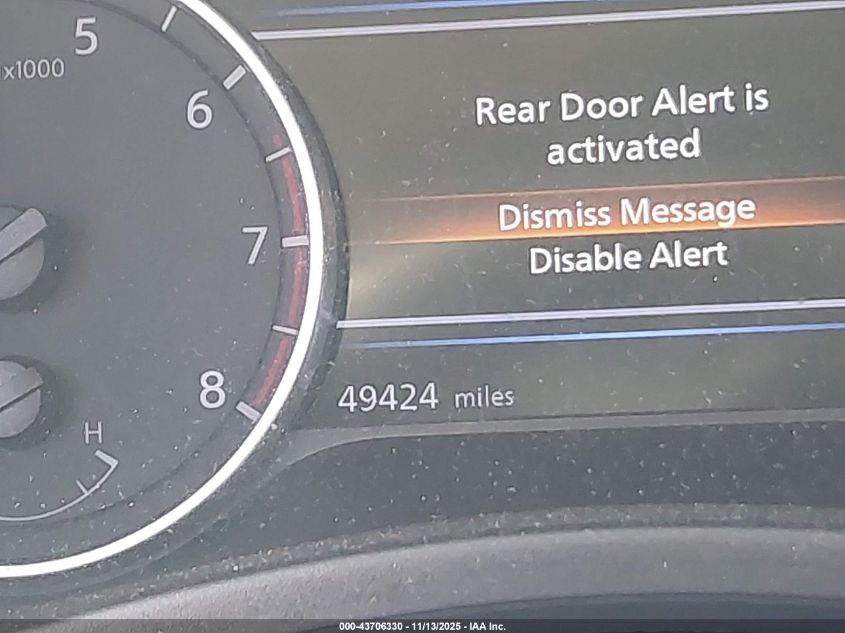 5
x1000
6
7
8
H
Rear Door Alert is
activated
Dismiss Message
Disable Alert
49424 miles
000-43706330 - 11/13/2025 - IAA Inc.